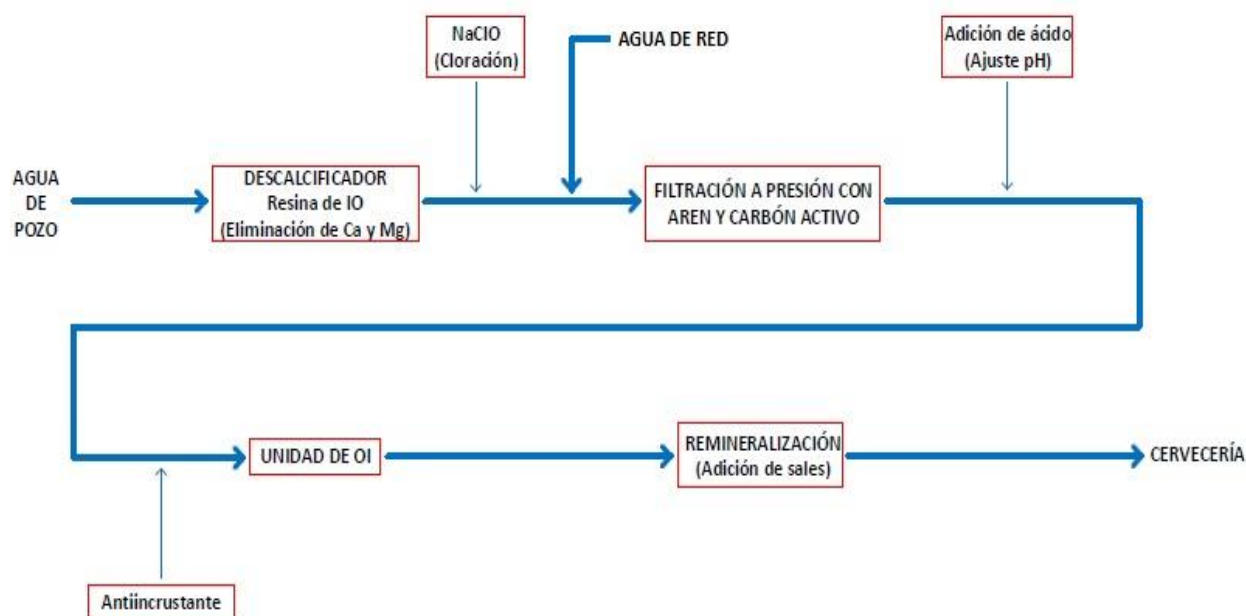 NaClO
(Cloración)
AGUA DE RED
Adición de ácido
(Ajuste pH)
AGUA
DE
POZO
DESCALCIFICADOR
Resina de IO
(Eliminación de Ca y Mg)
FILTRACIÓN A PRESIÓN CON
AREN Y CARBÓN ACTIVO
UNIDAD DE OI
REMINERALIZACIÓN
(Adición de sales)
CERVECERÍA
Antiincrustante